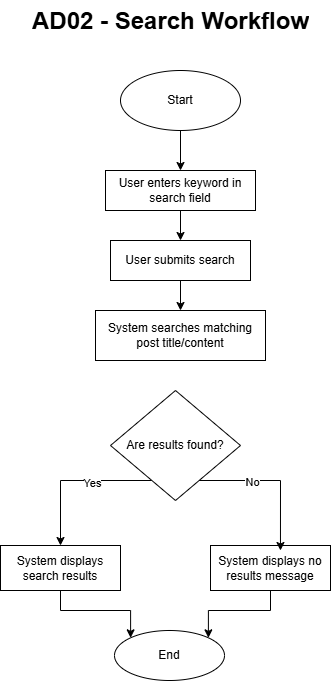 AD02 - Search Workflow
Start
User enters keyword in
search field
User submits search
System searches matching
post title/content
Are results found?
Yes
No
System displays
search results
System displays no
results message
End